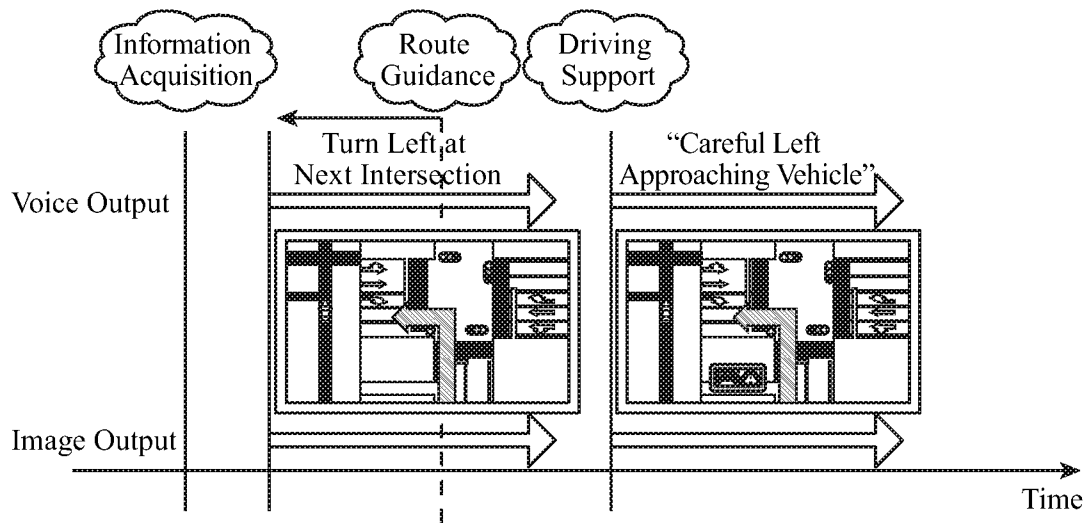 Information
Acquisition
Route
Guidance
Driving
Support
Turn Left at
Next Intersection
“Careful Left
Approaching Vehicle”
Voice Output
Image Output
Time